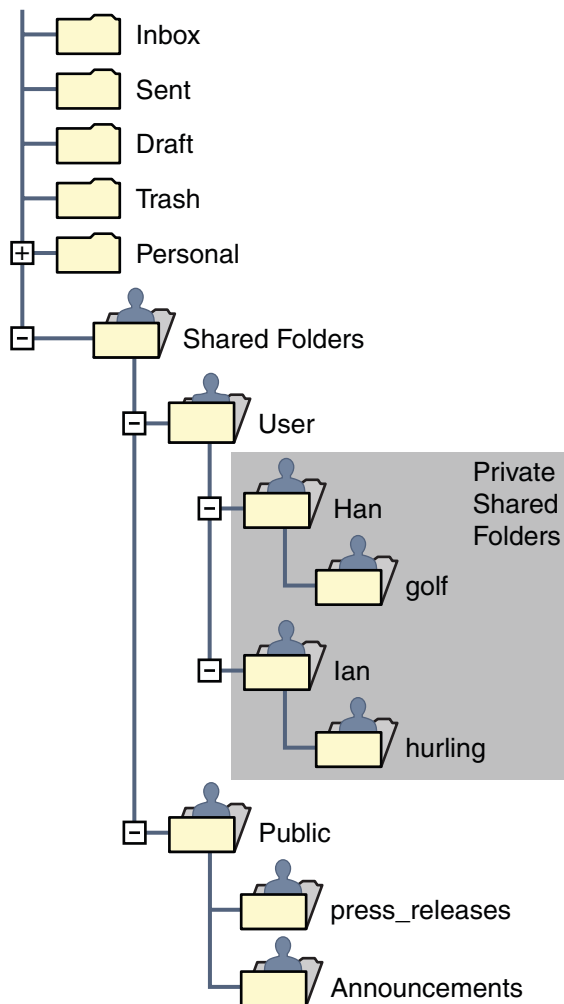 Inbox
Sent
Draft
Trash
Personal
Shared Folders
User
Private
Shared
Folders
Han
golf
Ian
hurling
Public
press_releases
Announcements